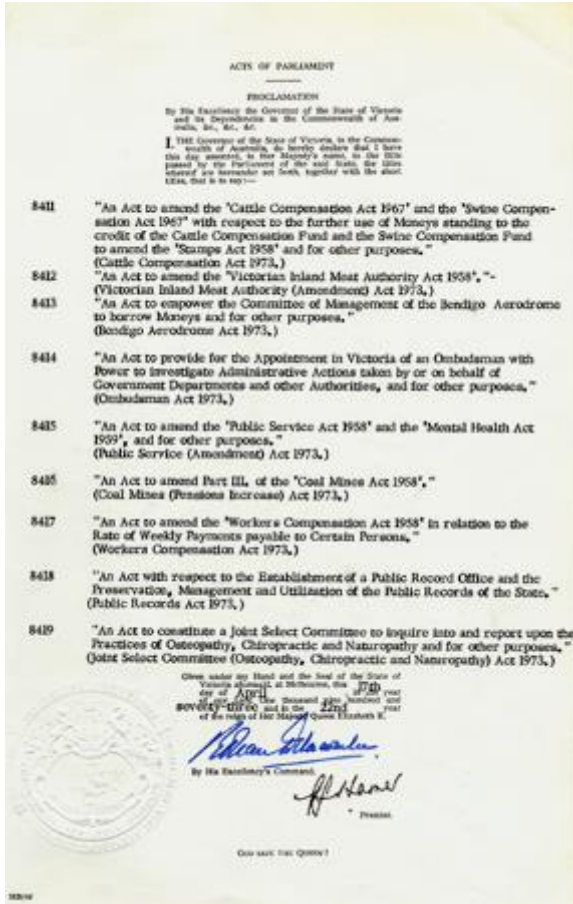 ACTS OF PARLIAMENT
PROCLAMATION
By His Excellency the Governor of the State of Victoria
and its Dependencies in the Commonwealth of Aus-
tralia, &c., &c., &c.
I, THE Governor of the State of Victoria, in the Common-
wealth of Australia, do hereby declare that I have
this day assented, in Her Majesty's name, to the Bills
passed by the Parliament of the said State, the titles
whereof are hereunder set forth, together with the short
titles, that is to say:—
8411 "An Act to amend the 'Cattle Compensation Act 1967' and the 'Swine Compen-
sation Act 1967' with respect to the further use of Moneys standing to the
credit of the Cattle Compensation Fund and the Swine Compensation Fund
to amend the 'Stamps Act 1958' and for other purposes."
(Cattle Compensation Act 1973.)
8412 "An Act to amend the 'Victorian Inland Meat Authority Act 1958'."-
(Victorian Inland Meat Authority (Amendment) Act 1973.)
8413 "An Act to empower the Committee of Management of the Bendigo Aerodrome
to borrow Moneys and for other purposes."
(Bendigo Aerodrome Act 1973.)
8414 "An Act to provide for the Appointment in Victoria of an Ombudsman with
Power to investigate Administrative Actions taken by or on behalf of
Government Departments and other Authorities, and for other purposes."
(Ombudsman Act 1973.)
8415 "An Act to amend the 'Public Service Act 1958' and the 'Mental Health Act
1959', and for other purposes."
(Public Service (Amendment) Act 1973.)
8416 "An Act to amend Part III. of the 'Coal Mines Act 1958'."
(Coal Mines (Pensions Increase) Act 1973.)
8417 "An Act to amend the 'Workers Compensation Act 1958' in relation to the
Rate of Weekly Payments payable to Certain Persons."
(Workers Compensation Act 1973.)
8418 "An Act with respect to the Establishment of a Public Record Office and the
Preservation, Management and Utilization of the Public Records of the State."
(Public Records Act 1973.)
8419 "An Act to constitute a Joint Select Committee to inquire into and report upon the
Practices of Osteopathy, Chiropractic and Naturopathy and for other purposes."
(Joint Select Committee (Osteopathy, Chiropractic and Naturopathy) Act 1973.)
Given under my Hand and the Seal of the State of
Victoria aforesaid, at Melbourne, this 17th
day of April in the year
of our Lord One thousand nine hundred and
seventy-three and in the 22nd year
of the reign of Her Majesty Queen Elizabeth II.
By His Excellency's Command,
Premier.
GOD SAVE THE QUEEN!